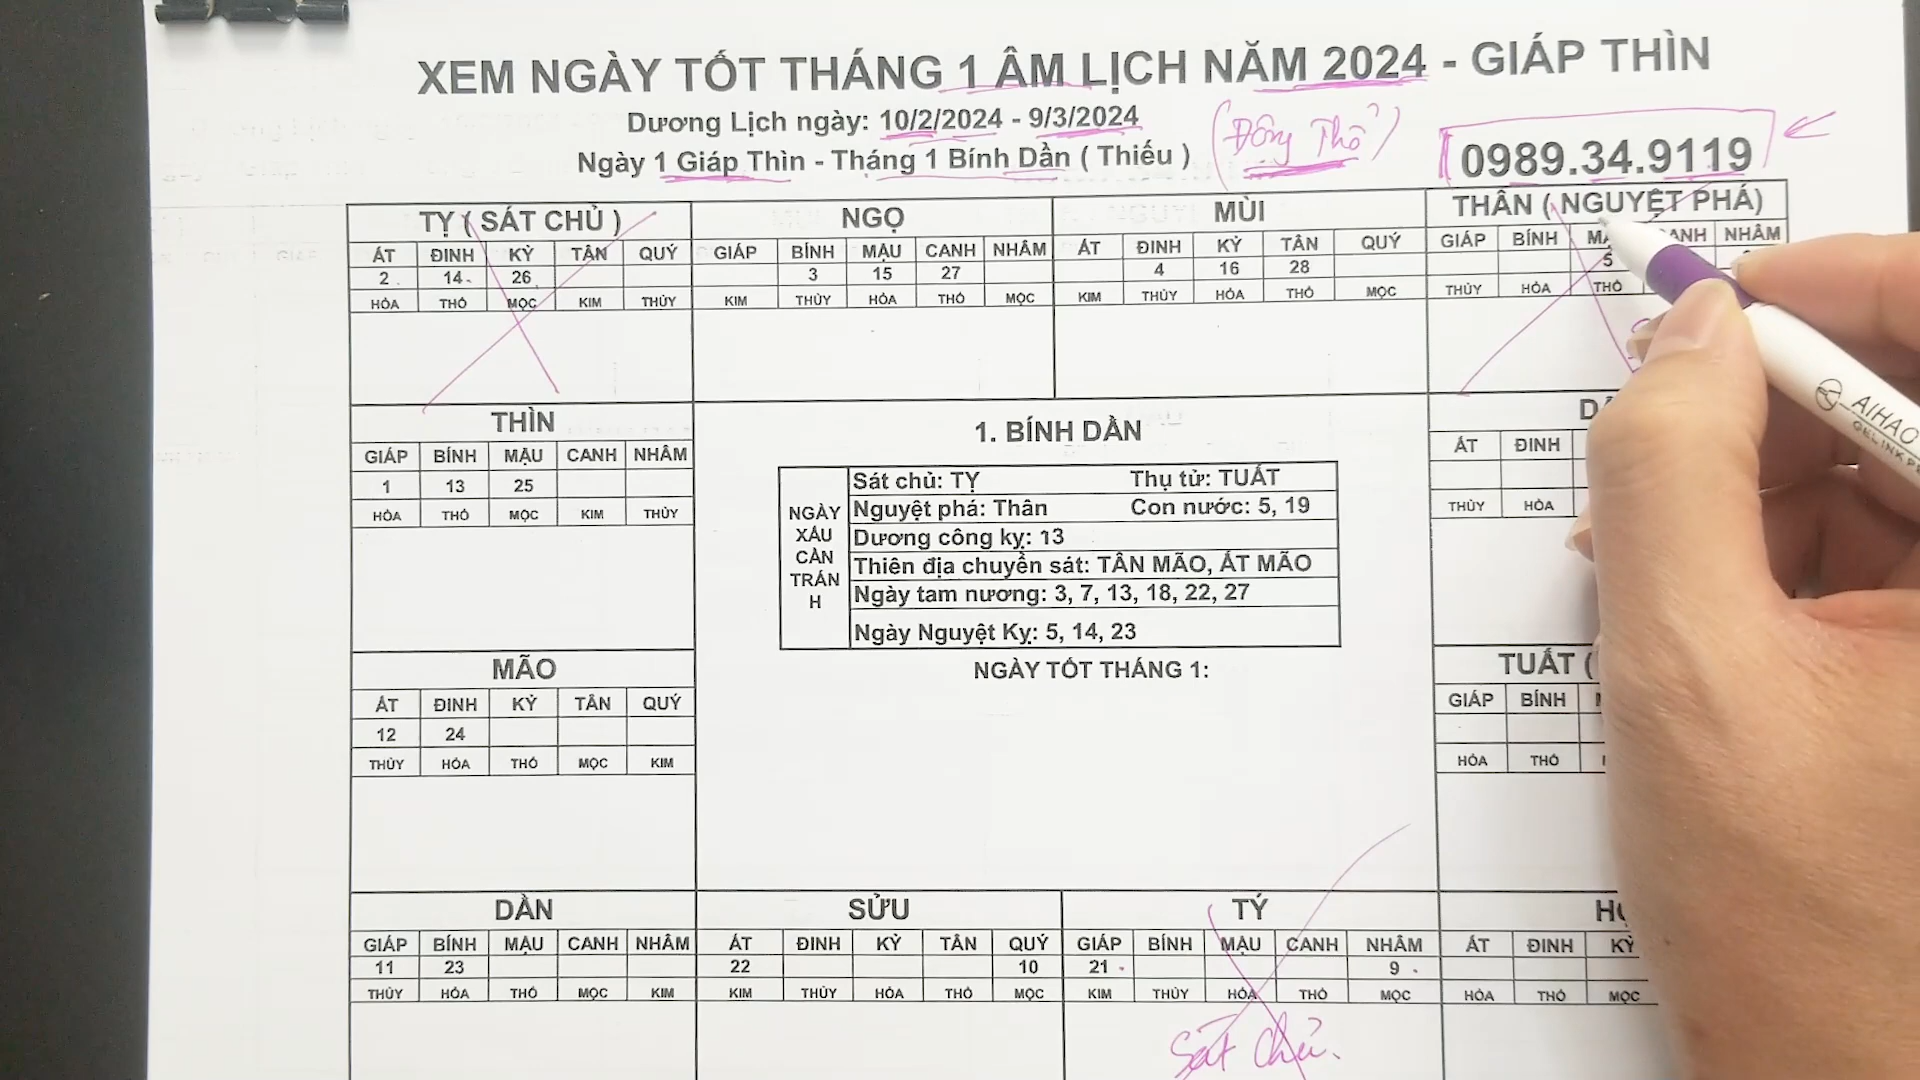 XEM NGÀY TỐT THÁNG 1 ÂM LỊCH NĂM 2024 - GIÁP THÌN
Dương Lịch ngày: 10/2/2024 - 9/3/2024
(Động Thổ)
Ngày 1 Giáp Thìn - Tháng 1 Bính Dần ( Thiếu )
0989.34.9119
TỴ ( SÁT CHỦ )
ẤT ĐINH KỶ TÂN QUÝ
2 14 26
HỎA THỔ MỘC KIM THỦY
NGỌ
GIÁP BÍNH MẬU CANH NHÂM
3 15 27
KIM THỦY HỎA THỔ MỘC
MÙI
ẤT ĐINH KỶ TÂN QUÝ
4 16 28
KIM THỦY HỎA THỔ MỘC
THÂN ( NGUYỆT PHÁ)
GIÁP BÍNH NHÂM
5
THỦY HỎA THỔ
THÌN
GIÁP BÍNH MẬU CANH NHÂM
1 13 25
HỎA THỔ MỘC KIM THỦY
1. BÍNH DẦN
NGÀY XẤU CẦN TRÁNH
Sát chủ: TỴ Thụ tử: TUẤT
Nguyệt phá: Thân Con nước: 5, 19
Dương công kỵ: 13
Thiên địa chuyển sát: TÂN MÃO, ẤT MÃO
Ngày tam nương: 3, 7, 13, 18, 22, 27
Ngày Nguyệt Kỵ: 5, 14, 23
NGÀY TỐT THÁNG 1:
ẤT ĐINH
THỦY HỎA
MÃO
ẤT ĐINH KỶ TÂN QUÝ
12 24
THỦY HỎA THỔ MỘC KIM
TUẤT (
GIÁP BÍNH
HỎA THỔ
DẦN
GIÁP BÍNH MẬU CANH NHÂM
11 23
THỦY HỎA THỔ MỘC KIM
SỬU
ẤT ĐINH KỶ TÂN QUÝ
22 10
KIM THỦY HỎA THỔ MỘC
TÝ
GIÁP BÍNH MẬU CANH NHÂM
21 9
KIM THỦY HỎA THỔ MỘC
Sát Chủ.
ẤT ĐINH KỶ
HỎA THỔ MỘC
AIHAO